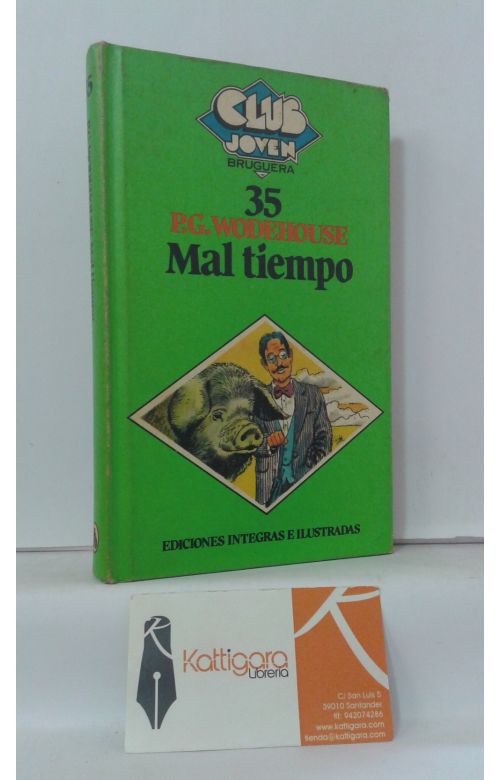 CLUB
JOVEN
BRUGUERA
35
P.G. WODEHOUSE
Mal tiempo
EDICIONES INTEGRAS E ILUSTRADAS
Kattigara
Librería
C/ San Luis 5
39010 Santander
tlf: 942074286
www.kattigara.com
tienda@kattigara.com